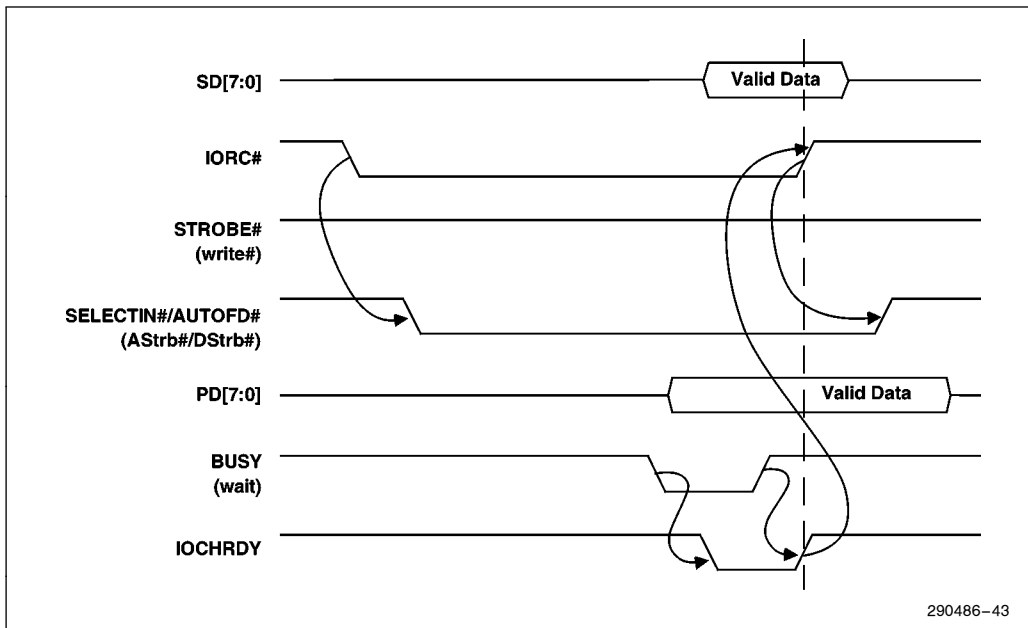 SD[7:0]
Valid Data
IORC#
STROBE#
(write#)
SELECTIN#/AUTOFD#
(AStrb#/DStrb#)
PD[7:0]
Valid Data
BUSY
(wait)
IOCHRDY
290486–43